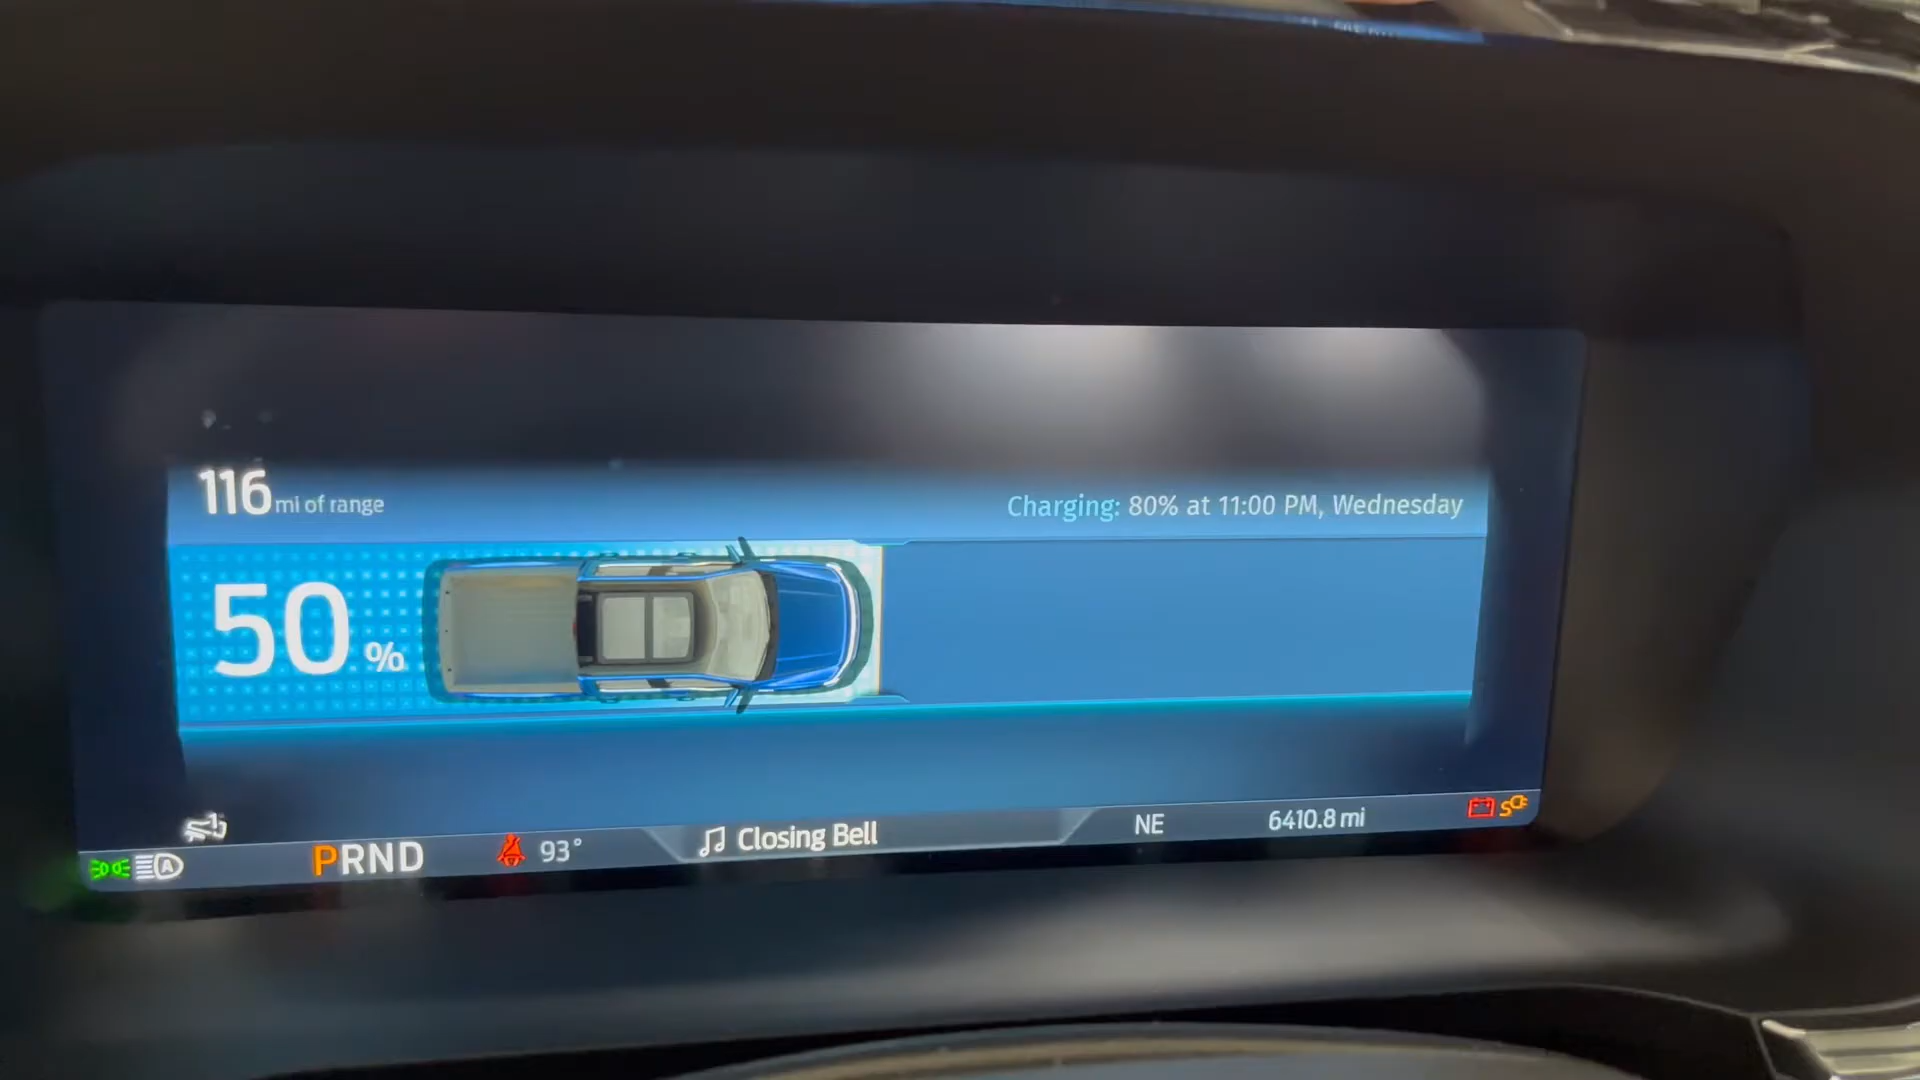 116 mi of range
Charging: 80% at 11:00 PM, Wednesday
50 %
A
PRND
93°
Closing Bell
NE
6410.8 mi
S